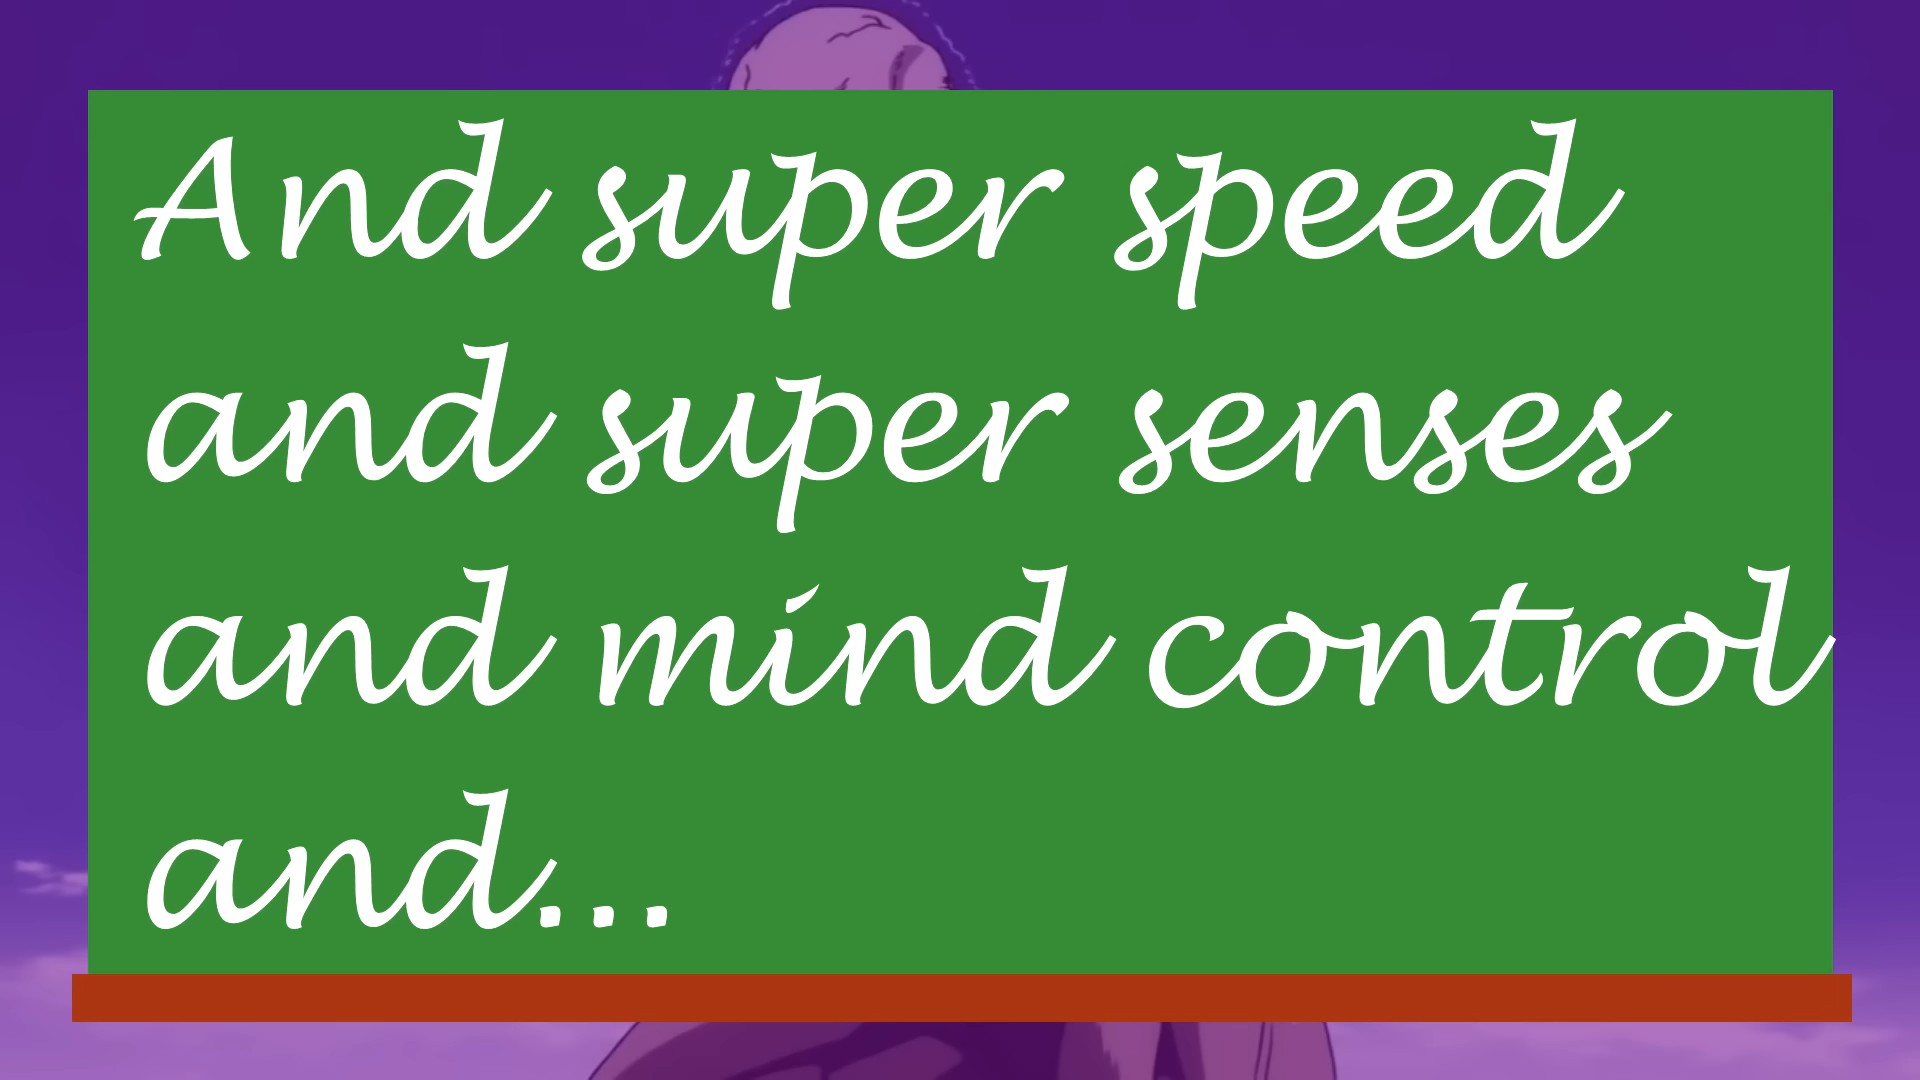 And super speed
and super senses
and mind control
and...